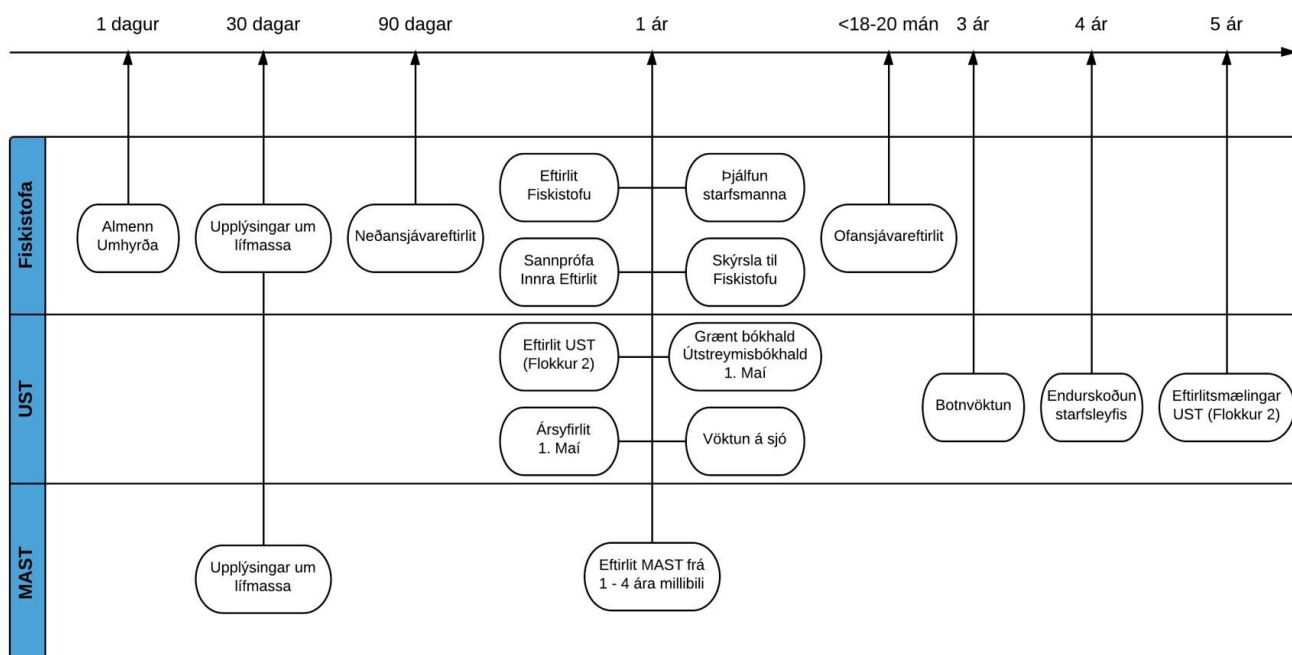 1 dagur
30 dagar
90 dagar
1 ár
<18-20 mán
3 ár
4 ár
5 ár
Fiskistofa
Almenn
Umhyrða
Upplýsingar um
lífmassa
Neðansjávareftirlit
Eftirlit
Fiskistofu
Þjálfun
starfsmanna
Sannprófa
Innra Eftirlit
Skýrsla til
Fiskistofu
Ofansjávareftirlit
UST
Eftirlit UST
(Flokkur 2)
Grænt bókhald
Útstreymisbókhald
1. Maí
Ársyfirlit
1. Maí
Vöktun á sjó
Botnvöktun
Endurskoðun
starfsleyfis
Eftirlitsmælingar
UST (Flokkur 2)
MAST
Upplýsingar um
lífmassa
Eftirlit MAST frá
1 - 4 ára millibili